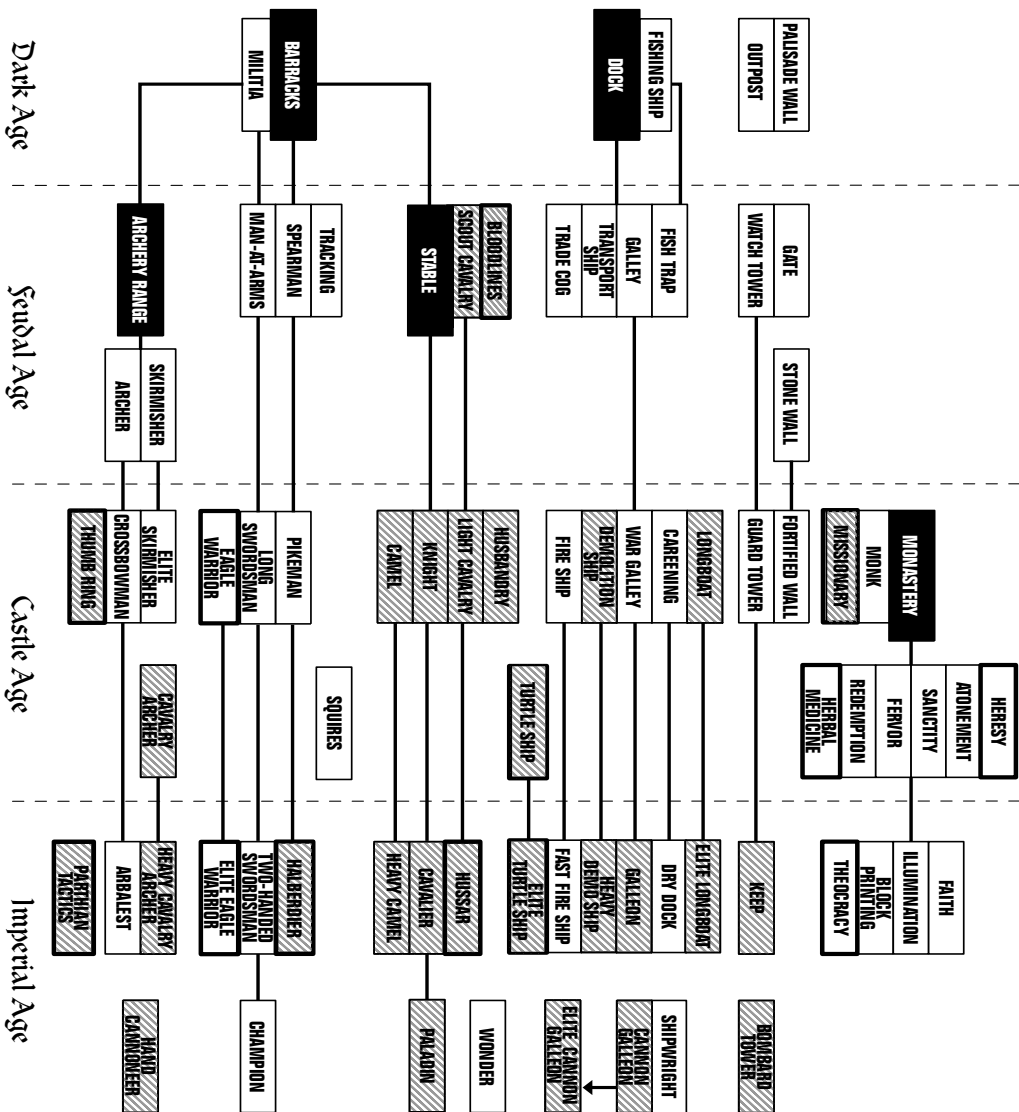 PALISADE WALL
OUTPOST
FISHING SHIP
DOCK
BARRACKS
MILITIA
Dark Age
GATE
WATCH TOWER
STONE WALL
FISH TRAP
GALLEY
TRANSPORT
SHIP
TRADE COG
BLOODLINES
SCOUT CAVALRY
STABLE
TRACKING
SPEARMAN
MAN-AT-ARMS
ARCHERY RANGE
SKIRMISHER
ARCHER
Feudal Age
MONASTERY
MONK
MISSIONARY
HERESY
ATONEMENT
SANCTITY
FERVOR
REDEMPTION
HERBAL
MEDICINE
FORTIFIED WALL
GUARD TOWER
LONGBOAT
CAREENING
WAR GALLEY
DEMOLITION
SHIP
FIRE SHIP
TURTLE SHIP
HUSBANDRY
LIGHT CAVALRY
KNIGHT
CAMEL
SQUIRES
PIKEMAN
LONG
SWORDSMAN
EAGLE
WARRIOR
ELITE
SKIRMISHER
CROSSBOWMAN
THUMB RING
CAVALRY
ARCHER
Castle Age
FAITH
ILLUMINATION
BLOCK
PRINTING
THEOCRACY
KEEP
BOMBARD
TOWER
ELITE LONGBOAT
DRY DOCK
GALLEON
HEAVY
DEMO SHIP
FAST FIRE SHIP
ELITE
TURTLE SHIP
SHIPWRIGHT
CANNON
GALLEON
ELITE CANNON
GALLEON
WONDER
HUSSAR
CAVALIER
HEAVY CAMEL
PALADIN
HALBERDIER
TWO-HANDED
SWORDSMAN
ELITE EAGLE
WARRIOR
CHAMPION
HEAVY CAVALRY
ARCHER
ARBALEST
PARTHIAN
TACTICS
HAND
CANNONEER
Imperial Age